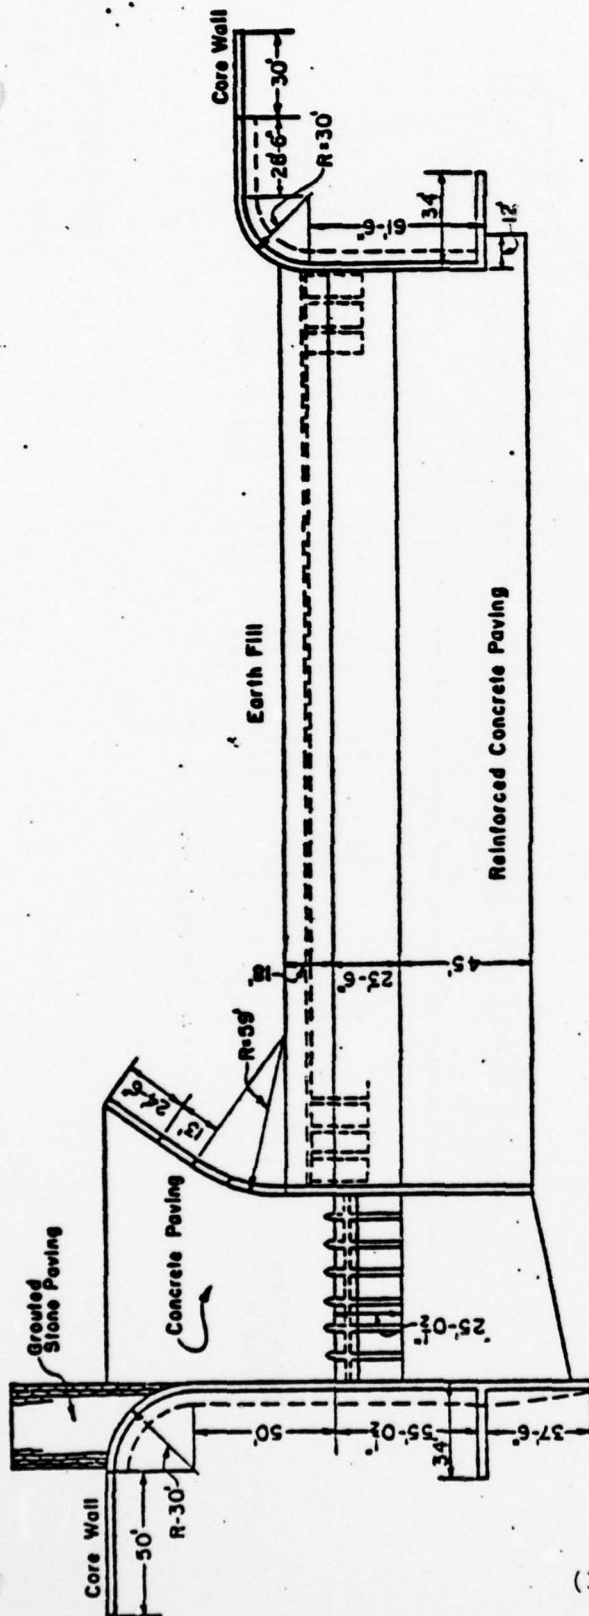 Core Wall
30'
28'-6"
R=30'
34'
61'-6"
12'
Earth Fill
Reinforced Concrete Paving
18"
23'-6"
45'
R=59'
24'-6"
13'
Grouted
Stone Paving
Concrete Paving
25'-0½"
50'
55'-0½"
34'
37'-6"
R-30'
50'
Core Wall